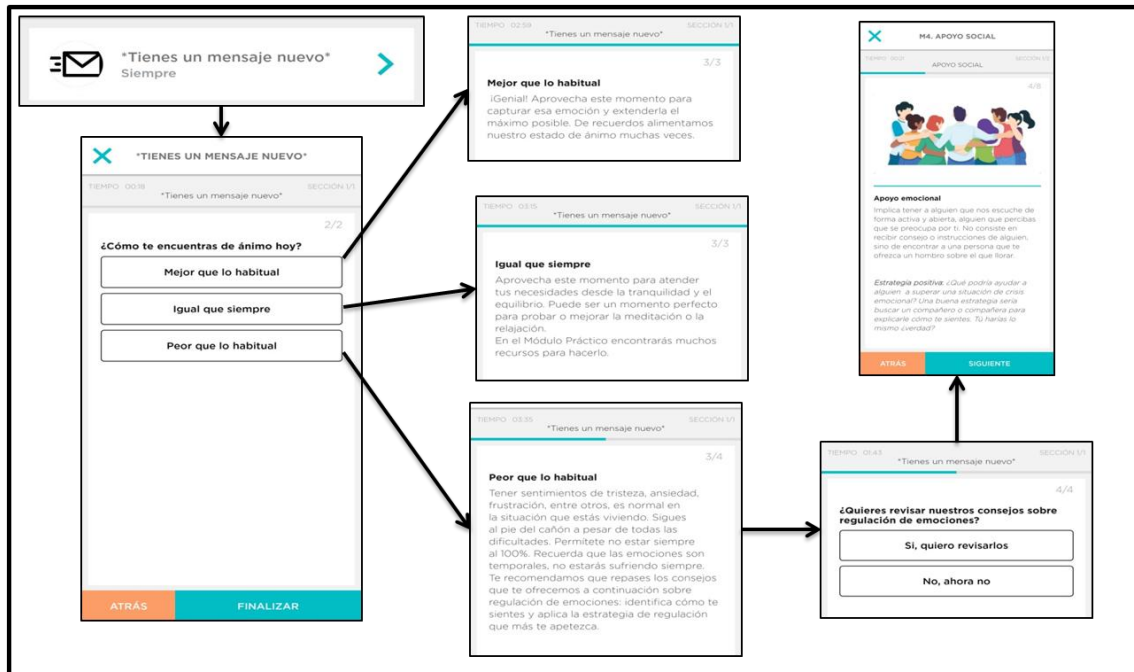 *Tienes un mensaje nuevo*
Siempre
*TIENES UN MENSAJE NUEVO*
TIEMPO 00:18
SECCIÓN 1/1
*Tienes un mensaje nuevo*
2/2
¿Cómo te encuentras de ánimo hoy?
Mejor que lo habitual
Igual que siempre
Peor que lo habitual
ATRÁS
FINALIZAR
TIEMPO 02:59
SECCIÓN 1/1
*Tienes un mensaje nuevo*
3/3
Mejor que lo habitual
¡Genial! Aprovecha este momento para
capturar esa emoción y extenderla el
máximo posible. De recuerdos alimentamos
nuestro estado de ánimo muchas veces.
TIEMPO 03:15
SECCIÓN 1/1
*Tienes un mensaje nuevo*
3/3
Igual que siempre
Aprovecha este momento para atender
tus necesidades desde la tranquilidad y el
equilibrio. Puede ser un momento perfecto
para probar o mejorar la meditación o la
relajación.
En el Módulo Práctico encontrarás muchos
recursos para hacerlo.
TIEMPO 03:35
SECCIÓN 1/1
*Tienes un mensaje nuevo*
3/4
Peor que lo habitual
Tener sentimientos de tristeza, ansiedad,
frustración, entre otros, es normal en
la situación que estás viviendo. Sigues
al pie del cañón a pesar de todas las
dificultades. Permítete no estar siempre
al 100%. Recuerda que las emociones son
temporales, no estarás sufriendo siempre.
Te recomendamos que repases los consejos
que te ofrecemos a continuación sobre
regulación de emociones: identifica cómo te
sientes y aplica la estrategia de regulación
que más te apetezca.
TIEMPO 01:43
SECCIÓN 1/1
*Tienes un mensaje nuevo*
4/4
¿Quieres revisar nuestros consejos sobre
regulación de emociones?
Si, quiero revisarlos
No, ahora no
M4. APOYO SOCIAL
TIEMPO
SECCIÓN
APOYO SOCIAL
4/8
Apoyo emocional
Implica tener a alguien que nos escuche de
forma activa y abierta, alguien que percibas
que se preocupa por ti. No consiste en
recibir consejo o instrucciones de alguien,
sino de encontrar a una persona que te
ofrezca un hombro sobre el que llorar.
Estrategia positiva: ¿Qué podría ayudar a
alguien a superar una situación de crisis
emocional? Una buena estrategia sería
buscar un compañero o compañera para
explicarle cómo te sientes. Tú harías lo
mismo ¿verdad?
ATRÁS
SIGUIENTE